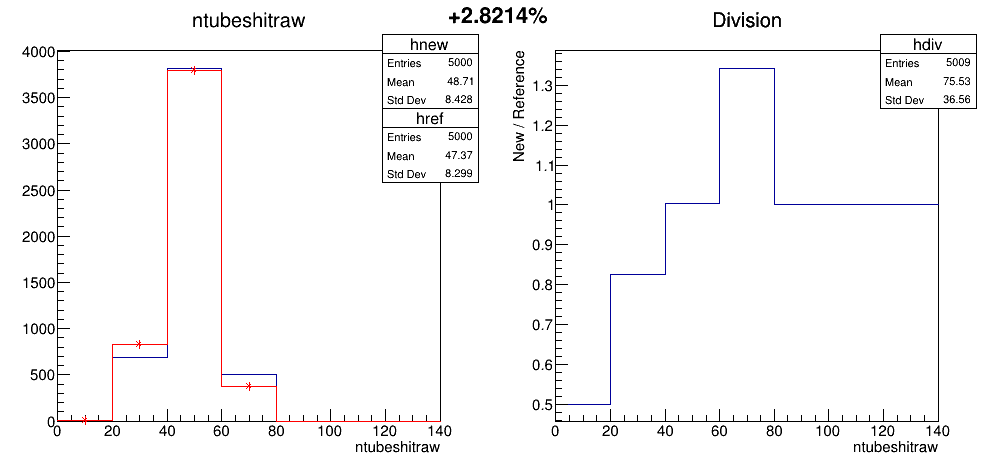 +2.8214%
ntubeshitraw
hnew
Entries 5000
Mean 48.71
Std Dev 8.428
href
Entries 5000
Mean 47.37
Std Dev 8.299
4000
3500
3000
2500
2000
1500
1000
500
0
0 20 40 60 80 100 120 140
ntubeshitraw
Division
hdiv
Entries 5009
Mean 75.53
Std Dev 36.56
New / Reference
1.3
1.2
1.1
1
0.9
0.8
0.7
0.6
0.5
0 20 40 60 80 100 120 140
ntubeshitraw